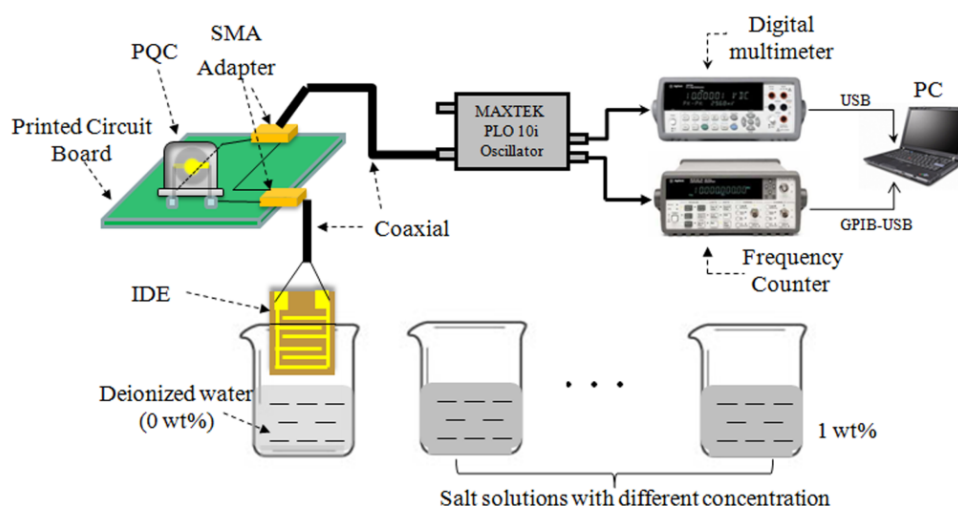 SMA
Adapter
PQC
Printed Circuit
Board
MAXTEK
PLO 10i
Oscillator
Digital
multimeter
USB
PC
GPIB-USB
Frequency
Counter
Coaxial
IDE
Deionized water
(0 wt%)
1 wt%
Salt solutions with different concentration